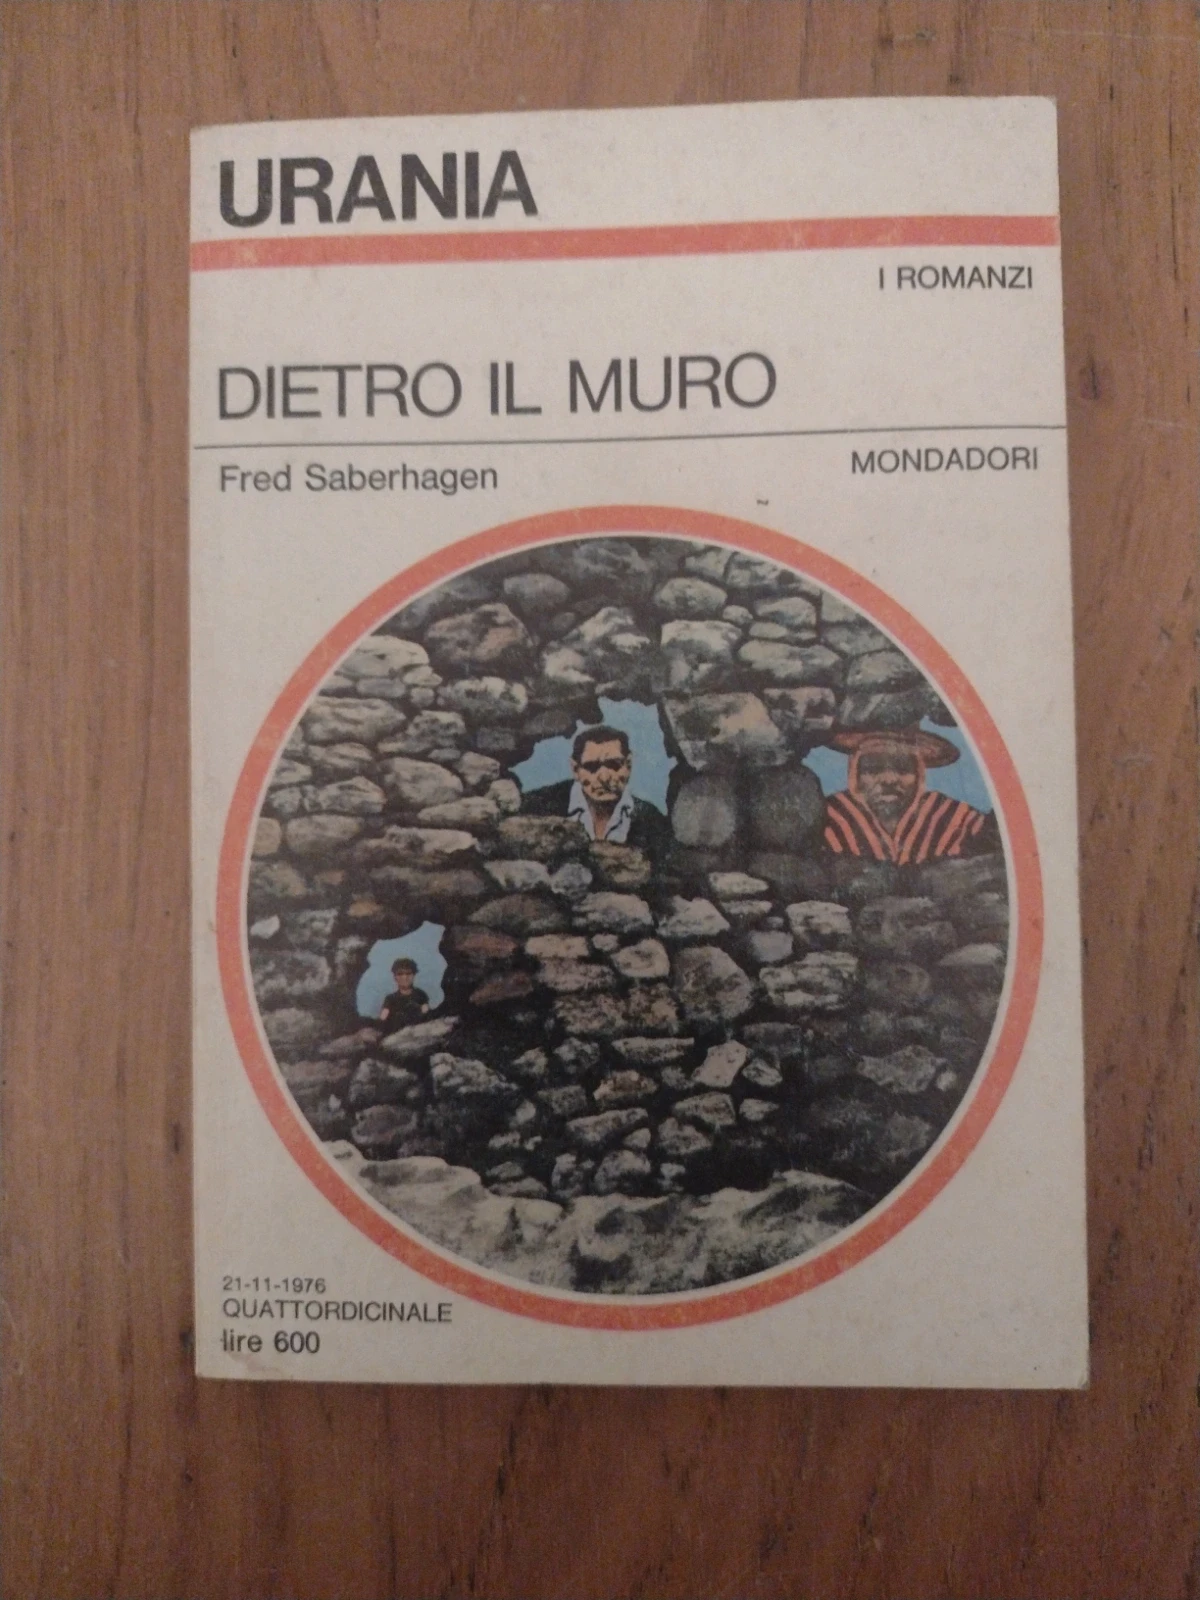 URANIA
I ROMANZI
DIETRO IL MURO
Fred Saberhagen
MONDADORI
21-11-1976
QUATTORDICINALE
lire 600